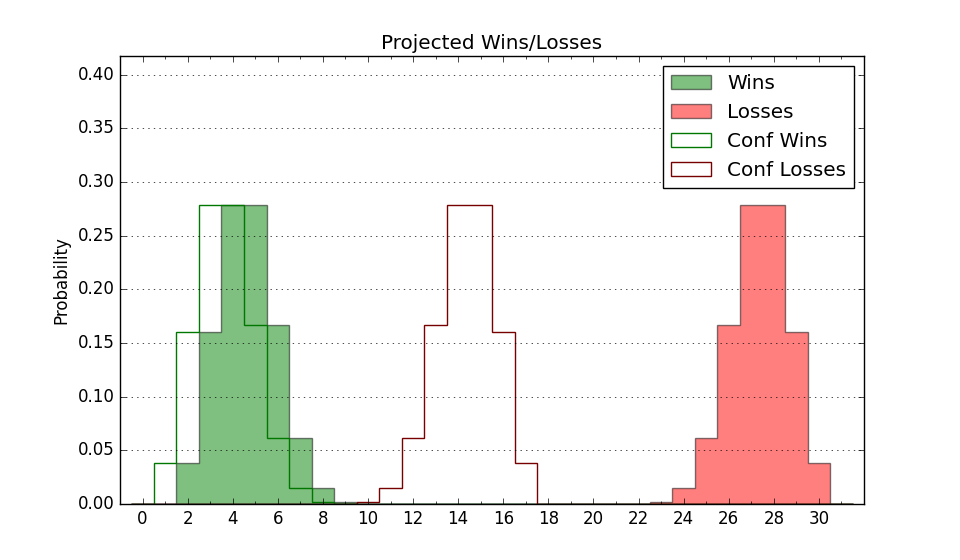 Projected Wins/Losses
Probability
0.40
0.35
0.30
0.25
0.20
0.15
0.10
0.05
0.00
0 2 4 6 8 10 12 14 16 18 20 22 24 26 28 30
Wins
Losses
Conf Wins
Conf Losses